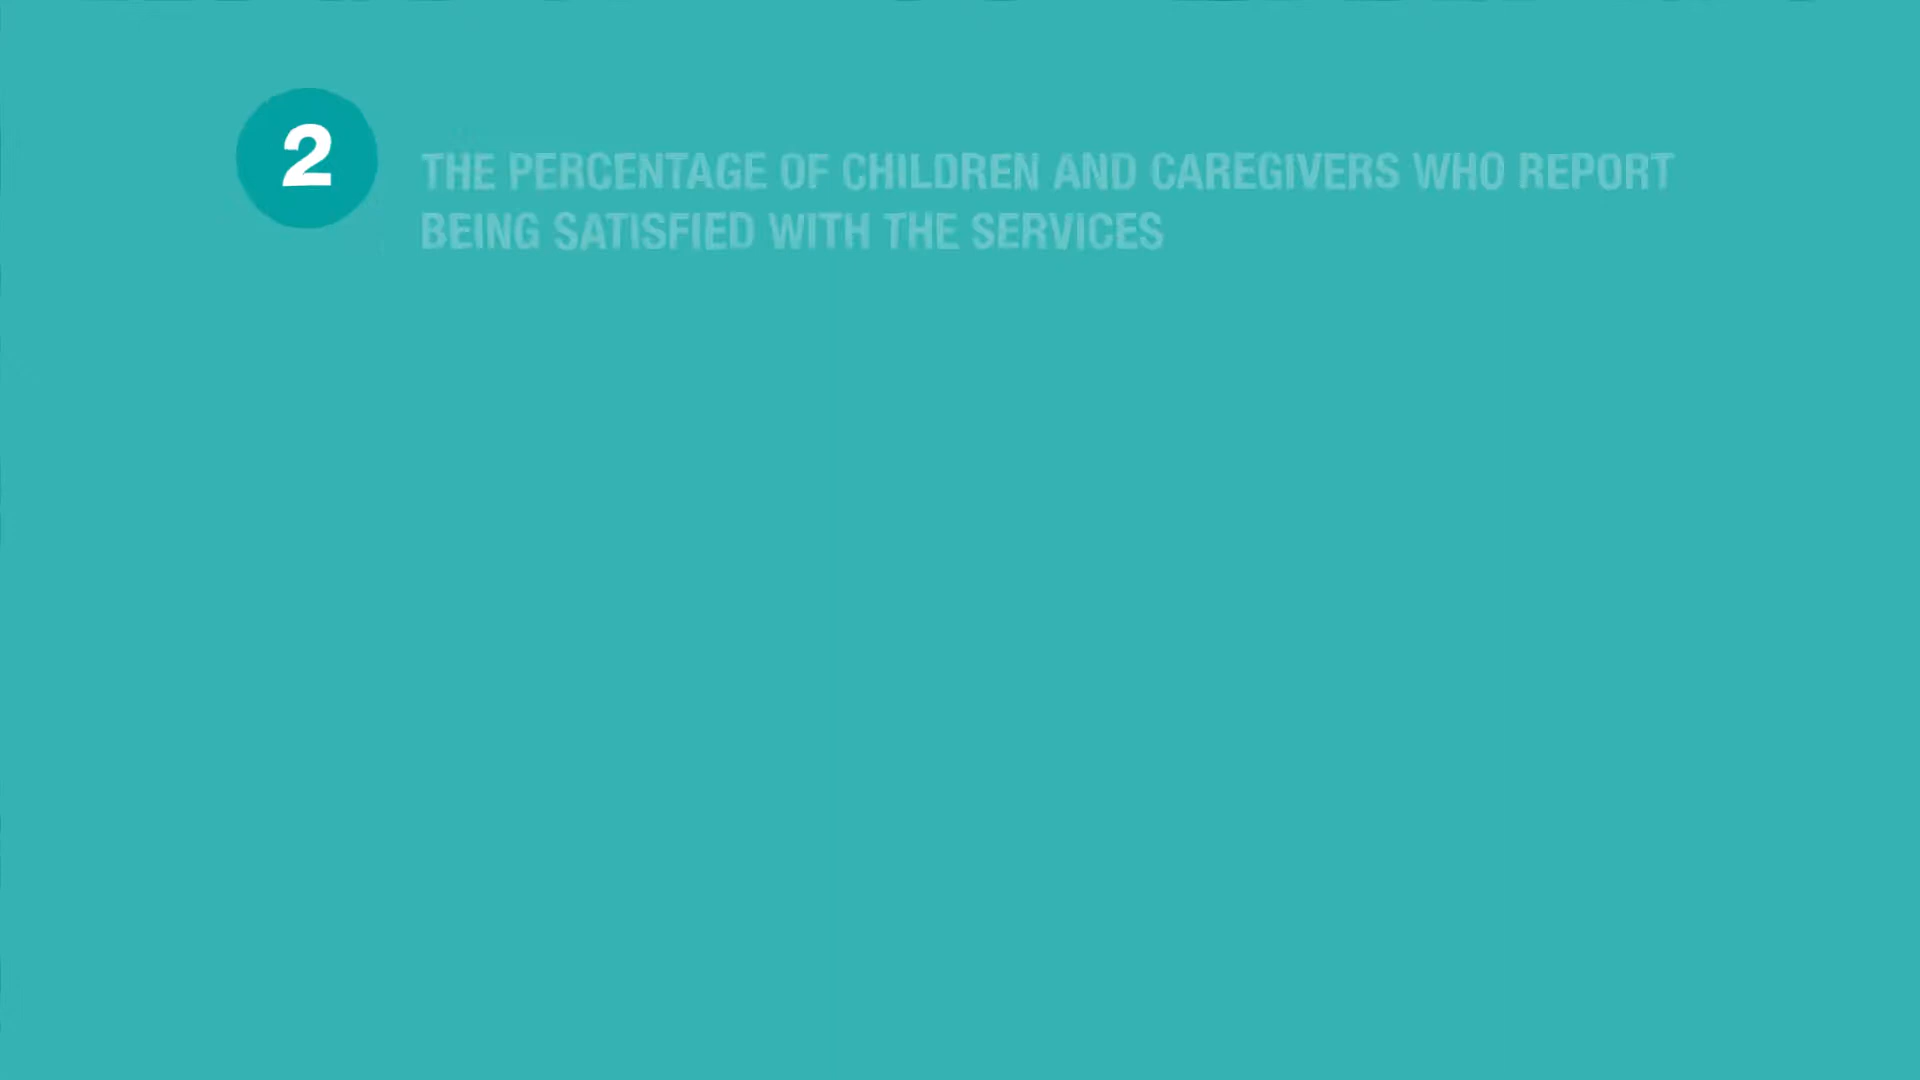 2
THE PERCENTAGE OF CHILDREN AND CAREGIVERS WHO REPORT
BEING SATISFIED WITH THE SERVICES